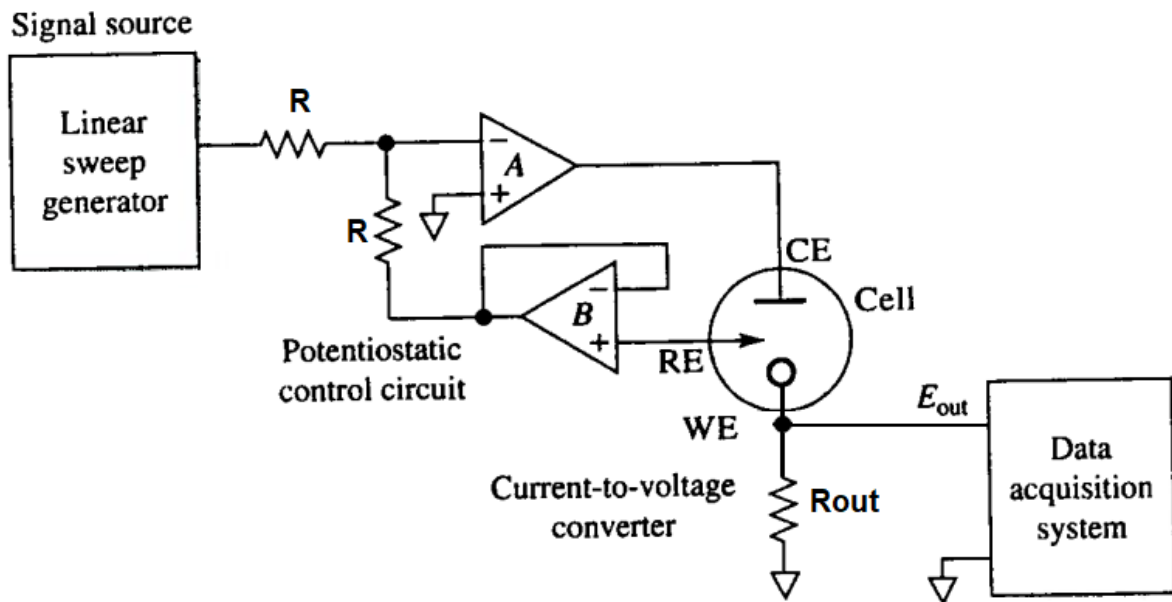 Signal source
Linear
sweep
generator
R
R
−
A
+
−
B
+
Potentiostatic
control circuit
CE
Cell
RE
WE
E_out
Current-to-voltage
converter
Rout
Data
acquisition
system